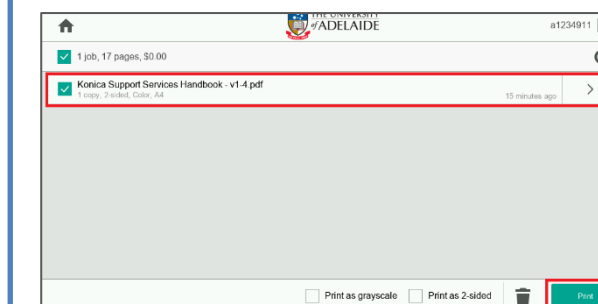 THE UNIVERSITY
of ADELAIDE
a1234911
1 job, 17 pages, $0.00
Konica Support Services Handbook - v1-4.pdf
1 copy, 2-sided, Color, A4
15 minutes ago
Print as grayscale
Print as 2-sided
Print